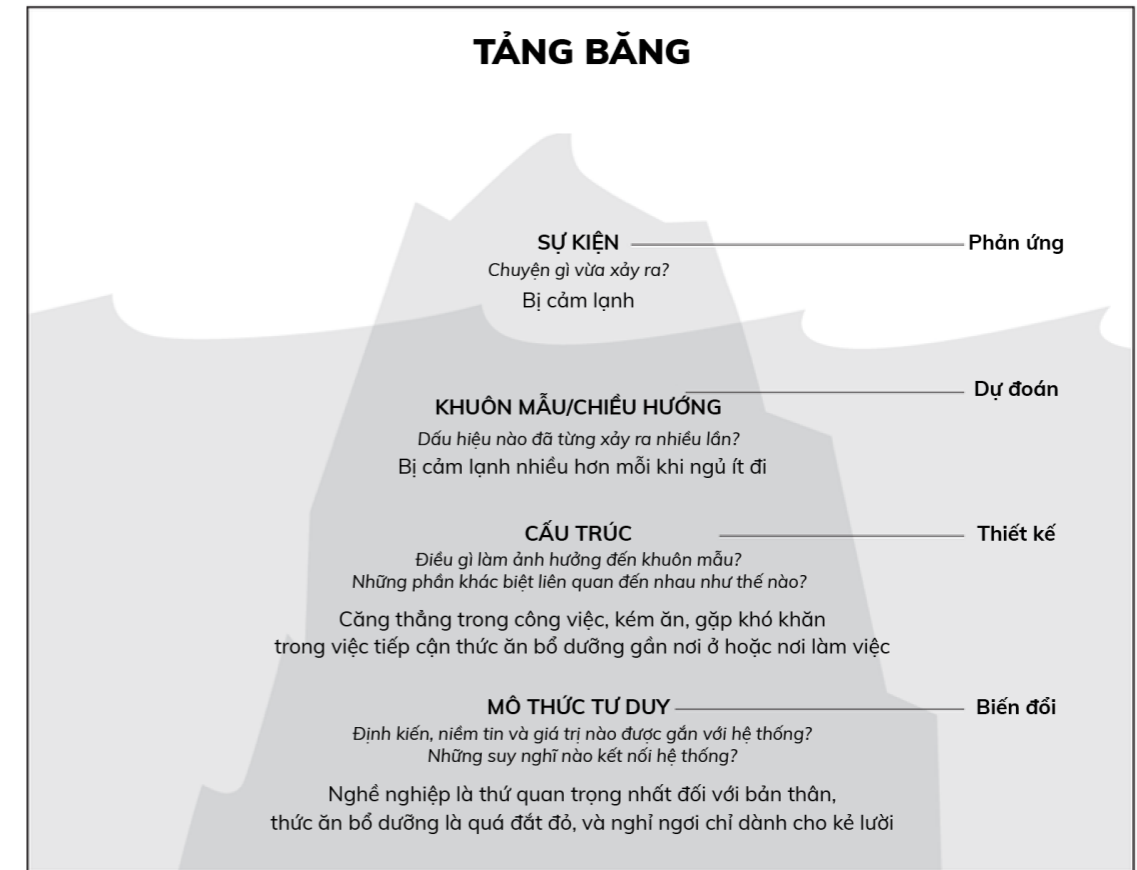 TẢNG BĂNG
SỰ KIỆN
Phản ứng
Chuyện gì vừa xảy ra?
Bị cảm lạnh
Dự đoán
KHUÔN MẪU/CHIỀU HƯỚNG
Dấu hiệu nào đã từng xảy ra nhiều lần?
Bị cảm lạnh nhiều hơn mỗi khi ngủ ít đi
CẤU TRÚC
Thiết kế
Điều gì làm ảnh hưởng đến khuôn mẫu?
Những phần khác biệt liên quan đến nhau như thế nào?
Căng thẳng trong công việc, kém ăn, gặp khó khăn
trong việc tiếp cận thức ăn bổ dưỡng gần nơi ở hoặc nơi làm việc
MÔ THỨC TƯ DUY
Biến đổi
Định kiến, niềm tin và giá trị nào được gắn với hệ thống?
Những suy nghĩ nào kết nối hệ thống?
Nghề nghiệp là thứ quan trọng nhất đối với bản thân,
thức ăn bổ dưỡng là quá đắt đỏ, và nghỉ ngơi chỉ dành cho kẻ lười